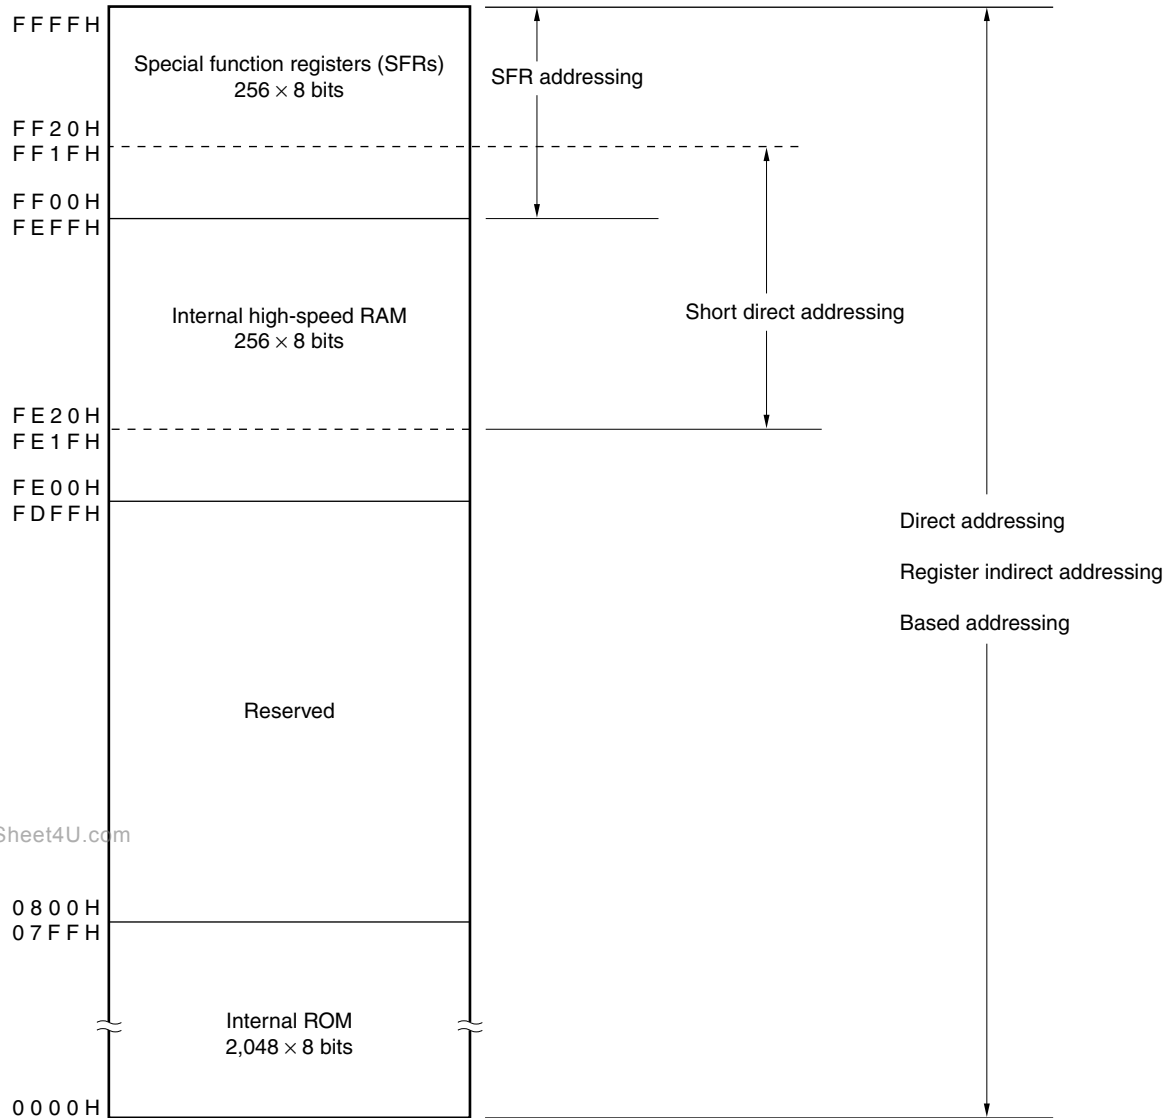 FFFFH
Special function registers (SFRs)
256 × 8 bits
SFR addressing
FF20H
FF1FH
FF00H
FEFFH
Internal high-speed RAM
256 × 8 bits
Short direct addressing
FE20H
FE1FH
FE00H
FDFFH
Direct addressing
Register indirect addressing
Based addressing
Reserved
Sheet4U.com
0800H
07FFH
Internal ROM
2,048 × 8 bits
0000H